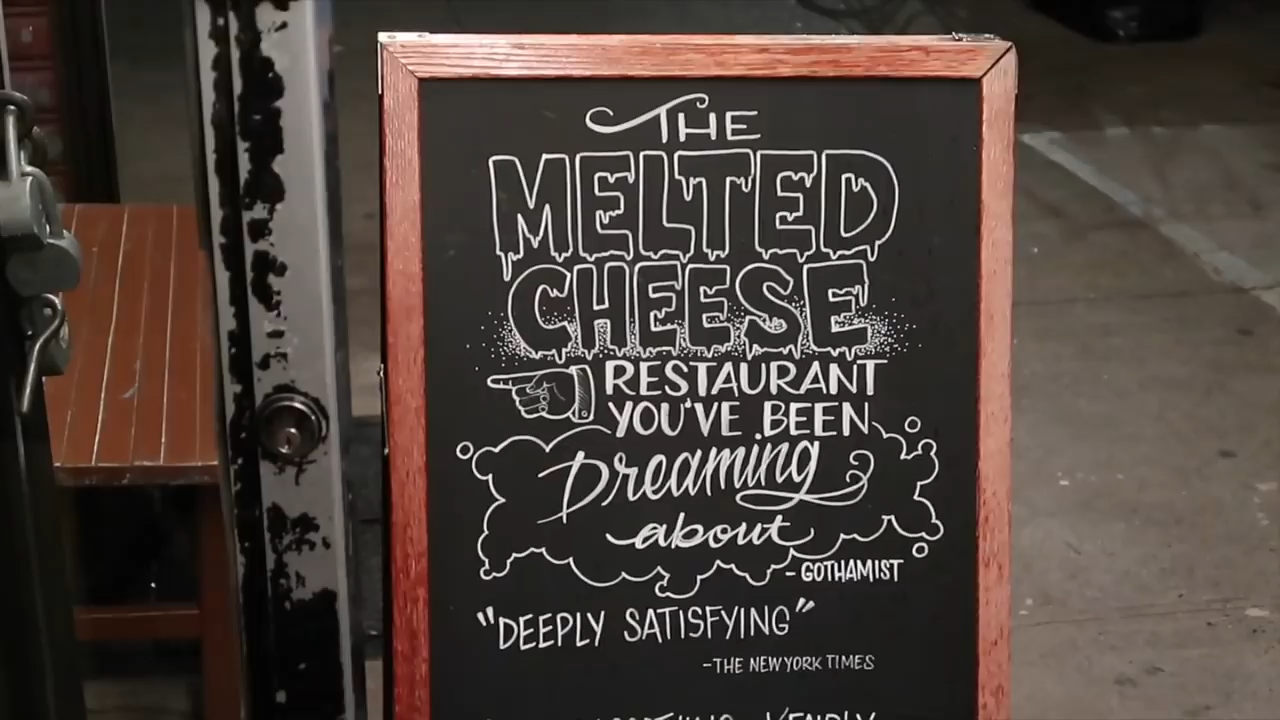 THE
MELTED
CHEESE
RESTAURANT
YOU'VE BEEN
Dreaming
about
- GOTHAMIST
"DEEPLY SATISFYING"
-THE NEW YORK TIMES